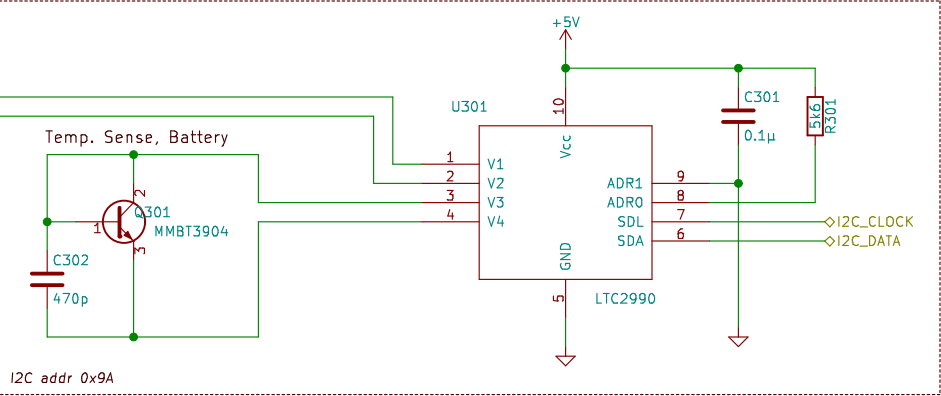 +5V
U301
10
Vcc
C301
0.1µ
5k6
R301
Temp. Sense, Battery
1 V1
2 V2
3 V3
4 V4
ADR1 9
ADR0 8
SDL 7
SDA 6
I2C_CLOCK
I2C_DATA
2
Q301
1
MMBT3904
3
C302
470p
GND
5
LTC2990
I2C addr 0x9A